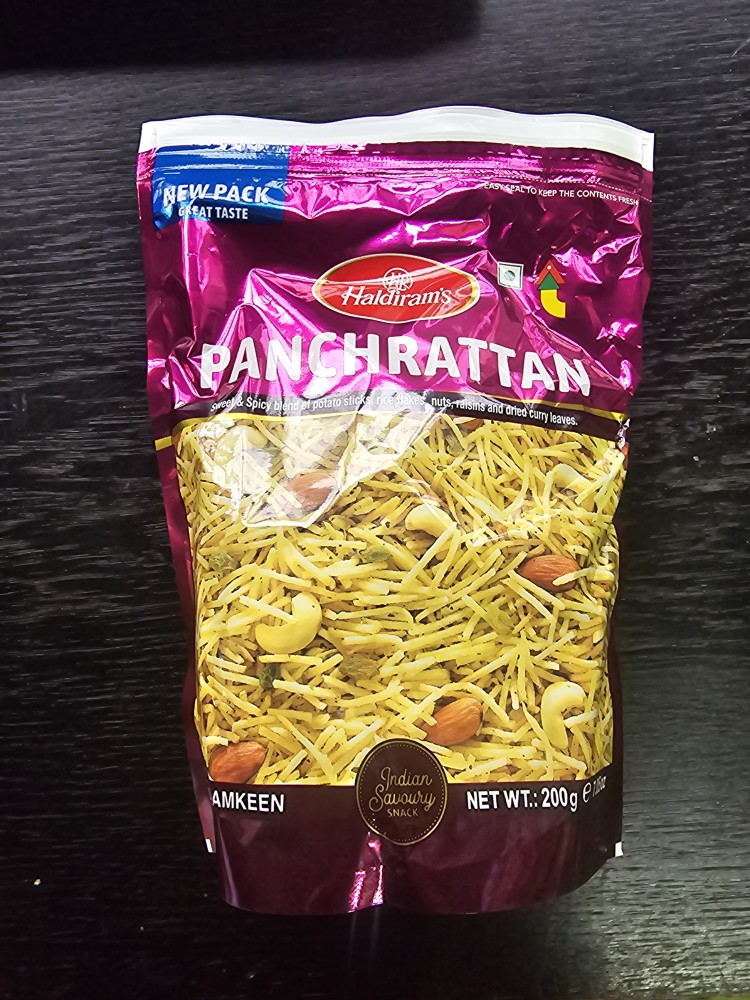 NEW PACK
GREAT TASTE
EASY SEAL TO KEEP THE CONTENTS FRESH
HR
Haldiram's
PANCHRATTAN
Sweet & Spicy blend of potato sticks, rice flakes, nuts, raisins and dried curry leaves.
AMKEEN
Indian
Savoury
SNACK
NET WT.: 200g e